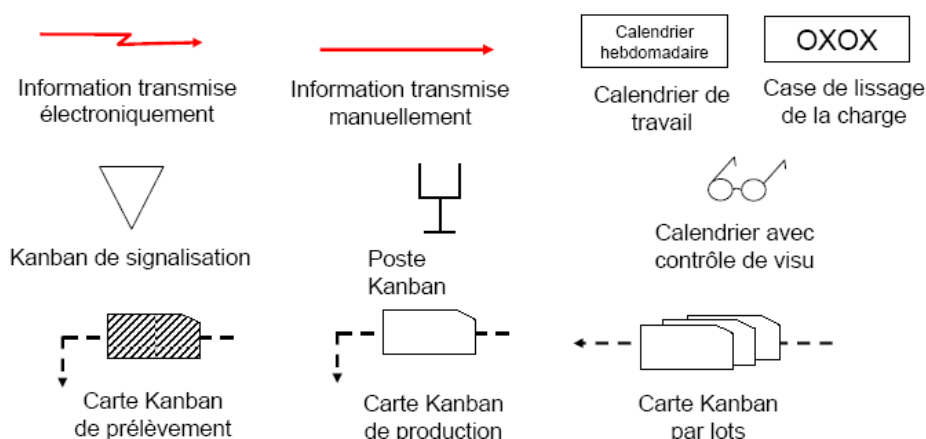 Calendrier
hebdomadaire
OXOX
Information transmise
électroniquement
Information transmise
manuellement
Calendrier de
travail
Case de lissage
de la charge
Kanban de signalisation
Poste
Kanban
Calendrier avec
contrôle de visu
Carte Kanban
de prélèvement
Carte Kanban
de production
Carte Kanban
par lots